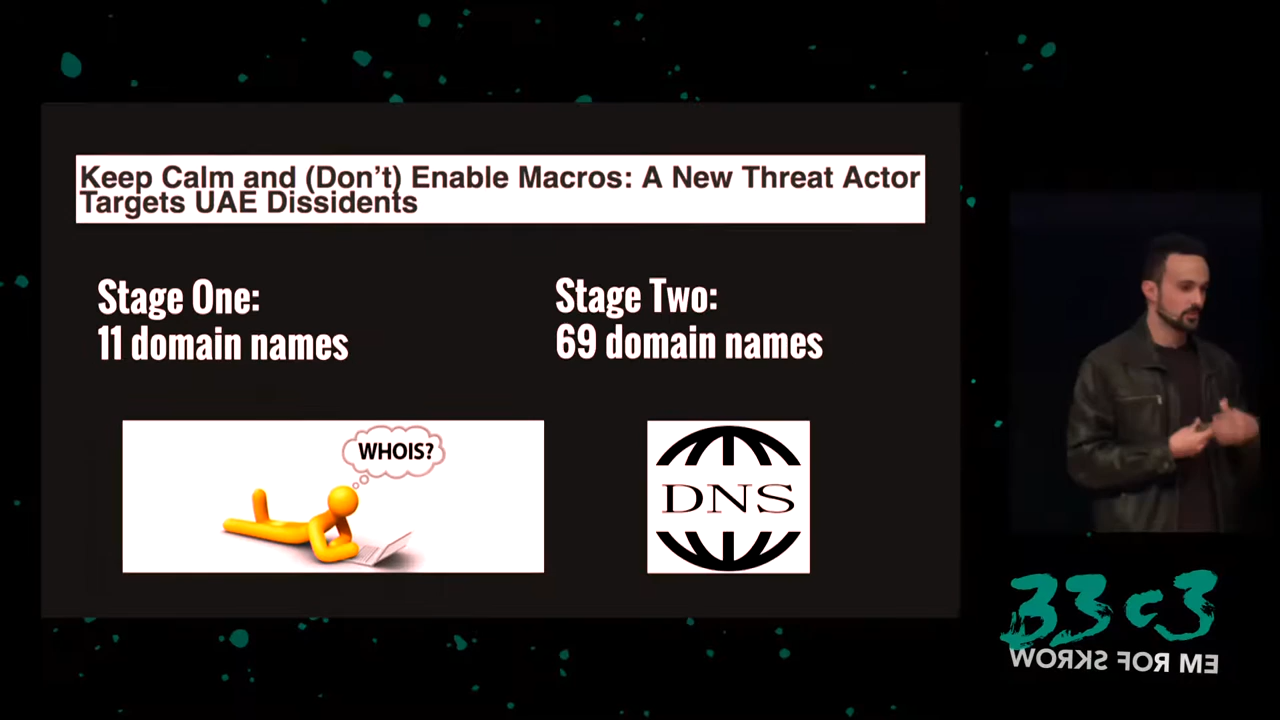 Keep Calm and (Don't) Enable Macros: A New Threat Actor
Targets UAE Dissidents
Stage One:
11 domain names
Stage Two:
69 domain names
WHOIS?
DNS
33c3
WORKS FOR ME